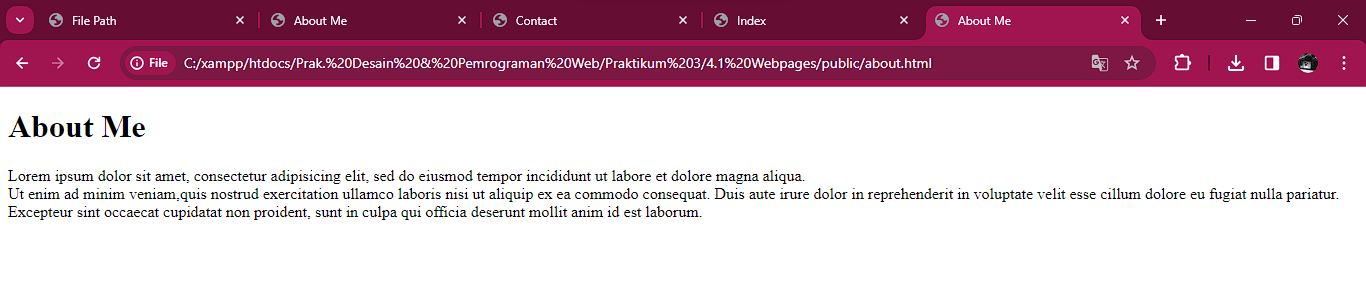 File Path
About Me
Contact
Index
About Me
File
C:/xampp/htdocs/Prak.%20Desain%20&%20Pemrograman%20Web/Praktikum%203/4.1%20Webpages/public/about.html
About Me
Lorem ipsum dolor sit amet, consectetur adipisicing elit, sed do eiusmod tempor incididunt ut labore et dolore magna aliqua.
Ut enim ad minim veniam,quis nostrud exercitation ullamco laboris nisi ut aliquip ex ea commodo consequat. Duis aute irure dolor in reprehenderit in voluptate velit esse cillum dolore eu fugiat nulla pariatur.
Excepteur sint occaecat cupidatat non proident, sunt in culpa qui officia deserunt mollit anim id est laborum.